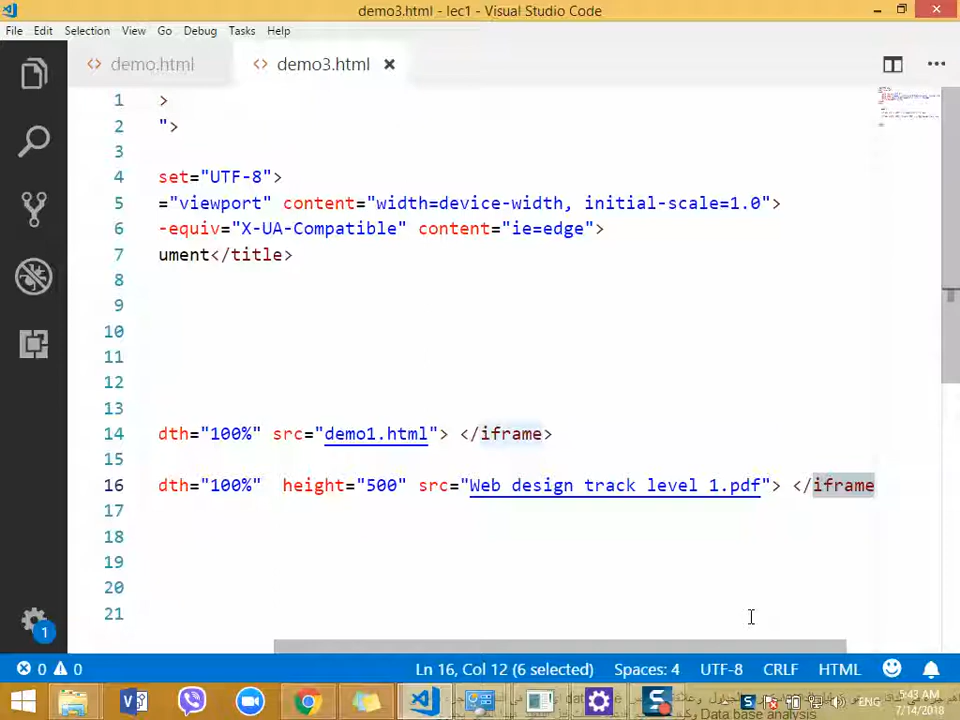 demo3.html - lec1 - Visual Studio Code
File Edit Selection View Go Debug Tasks Help
demo.html demo3.html
1 >
2 ">
3
4 set="UTF-8">
5 ="viewport" content="width=device-width, initial-scale=1.0">
6 -equiv="X-UA-Compatible" content="ie=edge">
7 ument</title>
8
9
10
11
12
13
14 dth="100%" src="demo1.html"> </iframe>
15
16 dth="100%" height="500" src="Web design track level 1.pdf"> </iframe
17
18
19
20
21
1
0 0 Ln 16, Col 12 (6 selected) Spaces: 4 UTF-8 CRLF HTML
ENG 5:43 AM
7/14/2018
Data base analysis